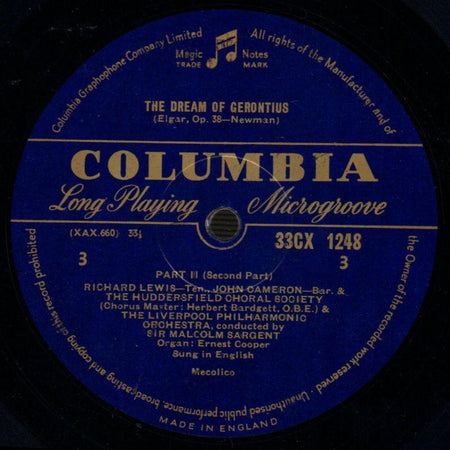 Columbia Graphophone Company Limited
Magic Notes
TRADE MARK
All rights of the Manufacturer and of
THE DREAM OF GERONTIUS
(Elgar, Op. 38—Newman)
COLUMBIA
Long Playing Microgroove
(XAX.660) 33⅓
33CX 1248
3
3
PART II (Second Part)
RICHARD LEWIS—Ten., JOHN CAMERON—Bar. &
THE HUDDERSFIELD CHORAL SOCIETY
(Chorus Master: Herbert Bardgett, O.B.E.) &
THE LIVERPOOL PHILHARMONIC
ORCHESTRA, conducted by
SIR MALCOLM SARGENT
Organ: Ernest Cooper
Sung in English
Mecolico
the Owner of the recorded work reserved · Unauthorised public performance, broadcasting and copying of this record prohibited
MADE IN ENGLAND